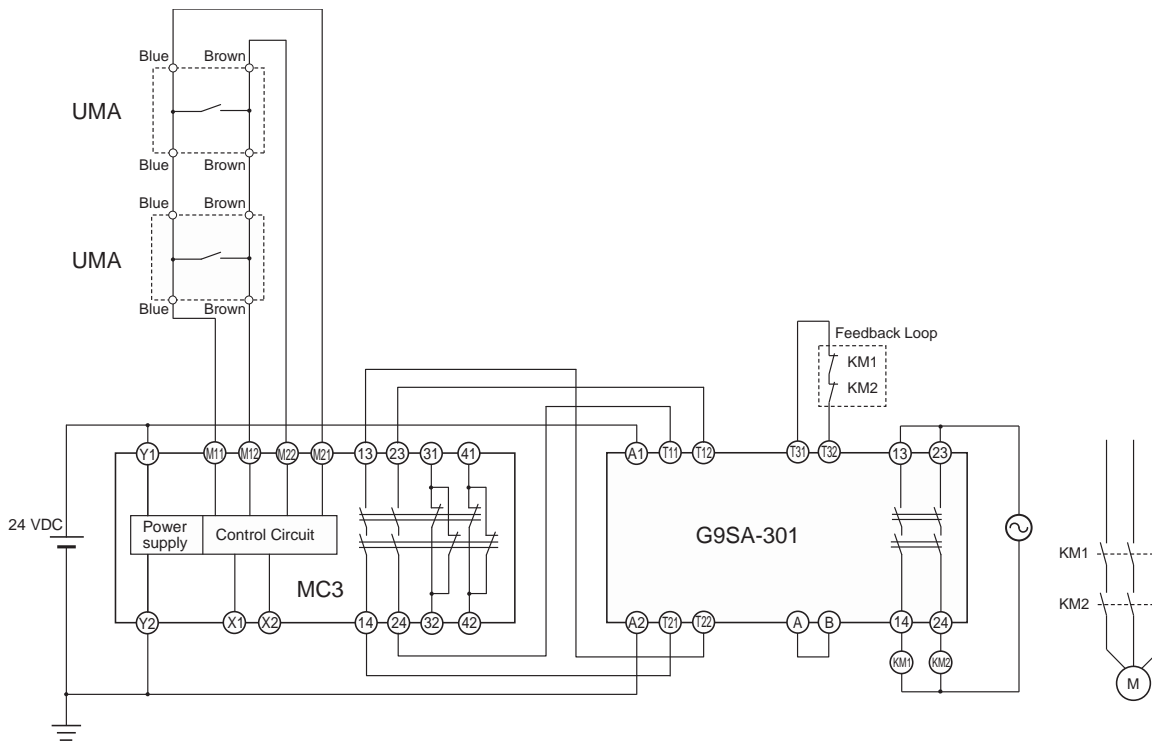 Blue Brown
UMA
Blue Brown
Blue Brown
UMA
Blue Brown
Feedback Loop
KM1
KM2
Y1 M11 M12 M22 M21 13 23 31 41
A1 T11 T12 T31 T32 13 23
24 VDC
Power supply
Control Circuit
MC3
G9SA-301
KM1
KM2
Y2 X1 X2 14 24 32 42
A2 T21 T22 A B 14 24
KM1 KM2
M